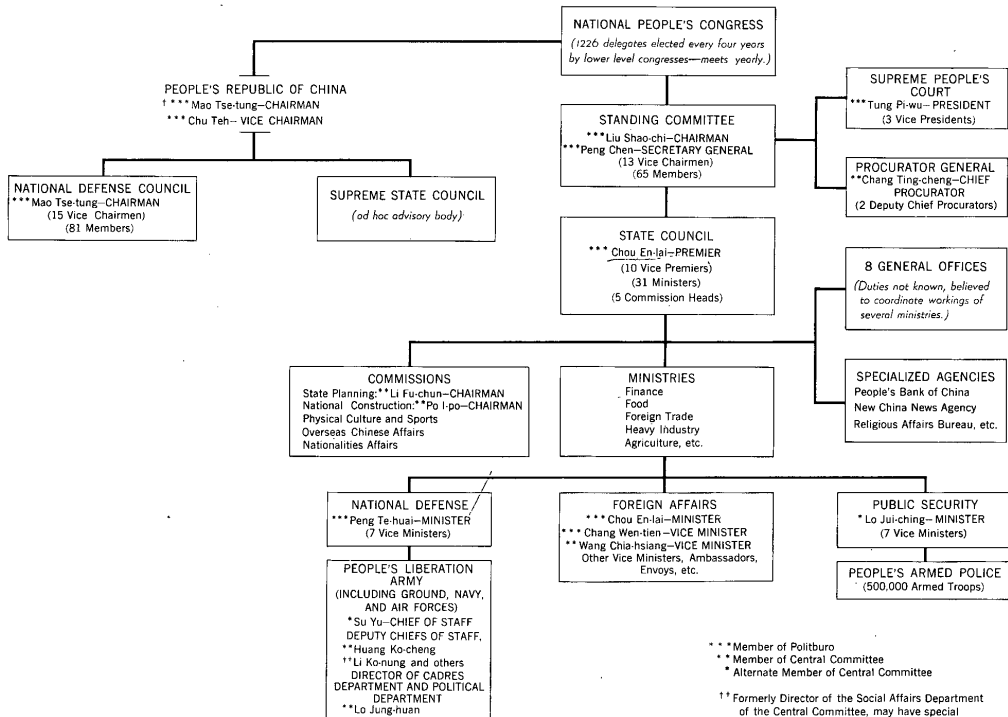 NATIONAL PEOPLE'S CONGRESS
(1226 delegates elected every four years
by lower level congresses—meets yearly.)
PEOPLE'S REPUBLIC OF CHINA
† *** Mao Tse-tung—CHAIRMAN
*** Chu Teh— VICE CHAIRMAN
STANDING COMMITTEE
***Liu Shao-chi—CHAIRMAN
***Peng Chen—SECRETARY GENERAL
(13 Vice Chairmen)
(65 Members)
SUPREME PEOPLE'S
COURT
***Tung Pi-wu— PRESIDENT
(3 Vice Presidents)
PROCURATOR GENERAL
**Chang Ting-cheng—CHIEF
PROCURATOR
(2 Deputy Chief Procurators)
NATIONAL DEFENSE COUNCIL
***Mao Tse-tung—CHAIRMAN
(15 Vice Chairmen)
(81 Members)
SUPREME STATE COUNCIL
(ad hoc advisory body)
STATE COUNCIL
*** Chou En-lai—PREMIER
(10 Vice Premiers)
(31 Ministers)
(5 Commission Heads)
8 GENERAL OFFICES
(Duties not known, believed
to coordinate workings of
several ministries.)
COMMISSIONS
State Planning:**Li Fu-chun—CHAIRMAN
National Construction:**Po I-po—CHAIRMAN
Physical Culture and Sports
Overseas Chinese Affairs
Nationalities Affairs
MINISTRIES
Finance
Food
Foreign Trade
Heavy Industry
Agriculture, etc.
SPECIALIZED AGENCIES
People's Bank of China
New China News Agency
Religious Affairs Bureau, etc.
NATIONAL DEFENSE
***Peng Te-huai—MINISTER
(7 Vice Ministers)
FOREIGN AFFAIRS
*** Chou En-lai—MINISTER
*** Chang Wen-tien—VICE MINISTER
** Wang Chia-hsiang—VICE MINISTER
Other Vice Ministers, Ambassadors,
Envoys, etc.
PUBLIC SECURITY
* Lo Jui-ching— MINISTER
(7 Vice Ministers)
PEOPLE'S LIBERATION
ARMY
(INCLUDING GROUND, NAVY,
AND AIR FORCES)
*Su Yu—CHIEF OF STAFF
DEPUTY CHIEFS OF STAFF,
**Huang Ko-cheng
††Li Ko-nung and others
DIRECTOR OF CADRES
DEPARTMENT AND POLITICAL
DEPARTMENT
**Lo Jung-huan
PEOPLE'S ARMED POLICE
(500,000 Armed Troops)
***Member of Politburo
** Member of Central Committee
* Alternate Member of Central Committee
†† Formerly Director of the Social Affairs Department
of the Central Committee, may have special